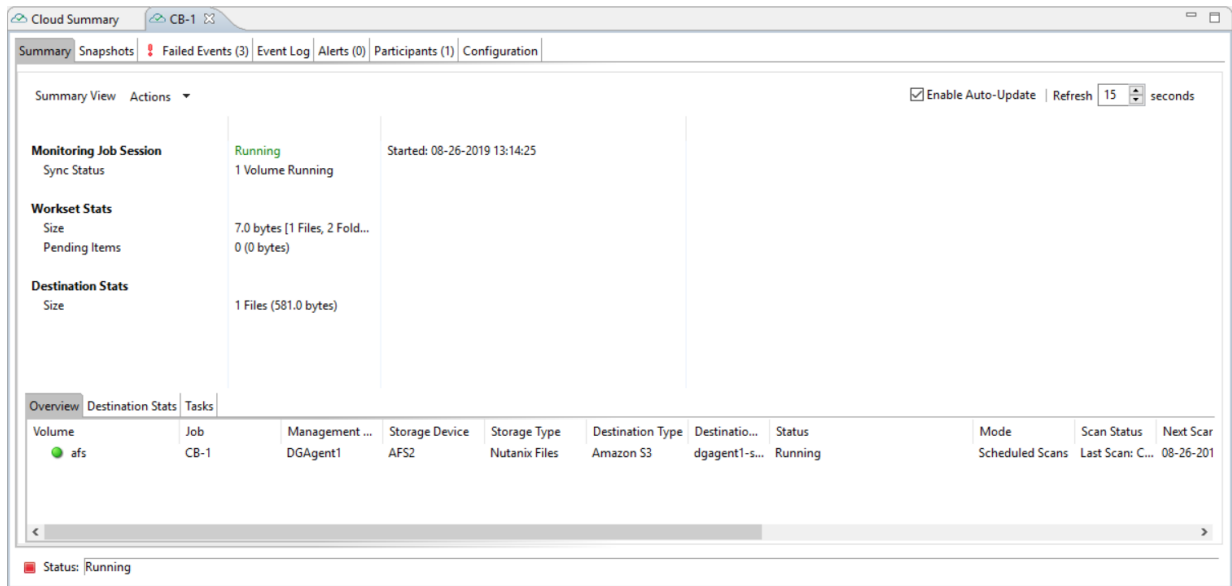 Cloud Summary CB-1
Summary Snapshots Failed Events (3) Event Log Alerts (0) Participants (1) Configuration
Summary View Actions Enable Auto-Update Refresh 15 seconds
Monitoring Job Session Running Started: 08-26-2019 13:14:25
Sync Status 1 Volume Running
Workset Stats
Size 7.0 bytes [1 Files, 2 Fold...
Pending Items 0 (0 bytes)
Destination Stats
Size 1 Files (581.0 bytes)
Overview Destination Stats Tasks
Volume Job Management ... Storage Device Storage Type Destination Type Destinatio... Status Mode Scan Status Next Scar
afs CB-1 DGAgent1 AFS2 Nutanix Files Amazon S3 dgagent1-s... Running Scheduled Scans Last Scan: C... 08-26-201
Status: Running